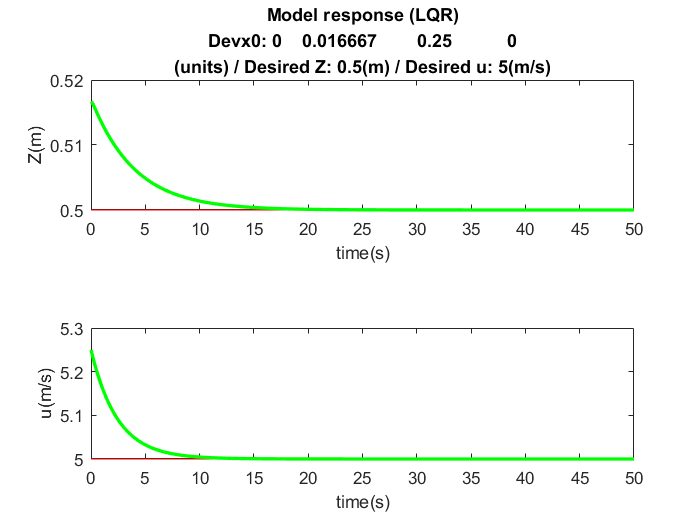 Model response (LQR)
Devx0: 0 0.016667 0.25 0
(units) / Desired Z: 0.5(m) / Desired u: 5(m/s)
0.52
0.51
0.5
Z(m)
0 5 10 15 20 25 30 35 40 45 50
time(s)
5.3
5.2
5.1
5
u(m/s)
0 5 10 15 20 25 30 35 40 45 50
time(s)